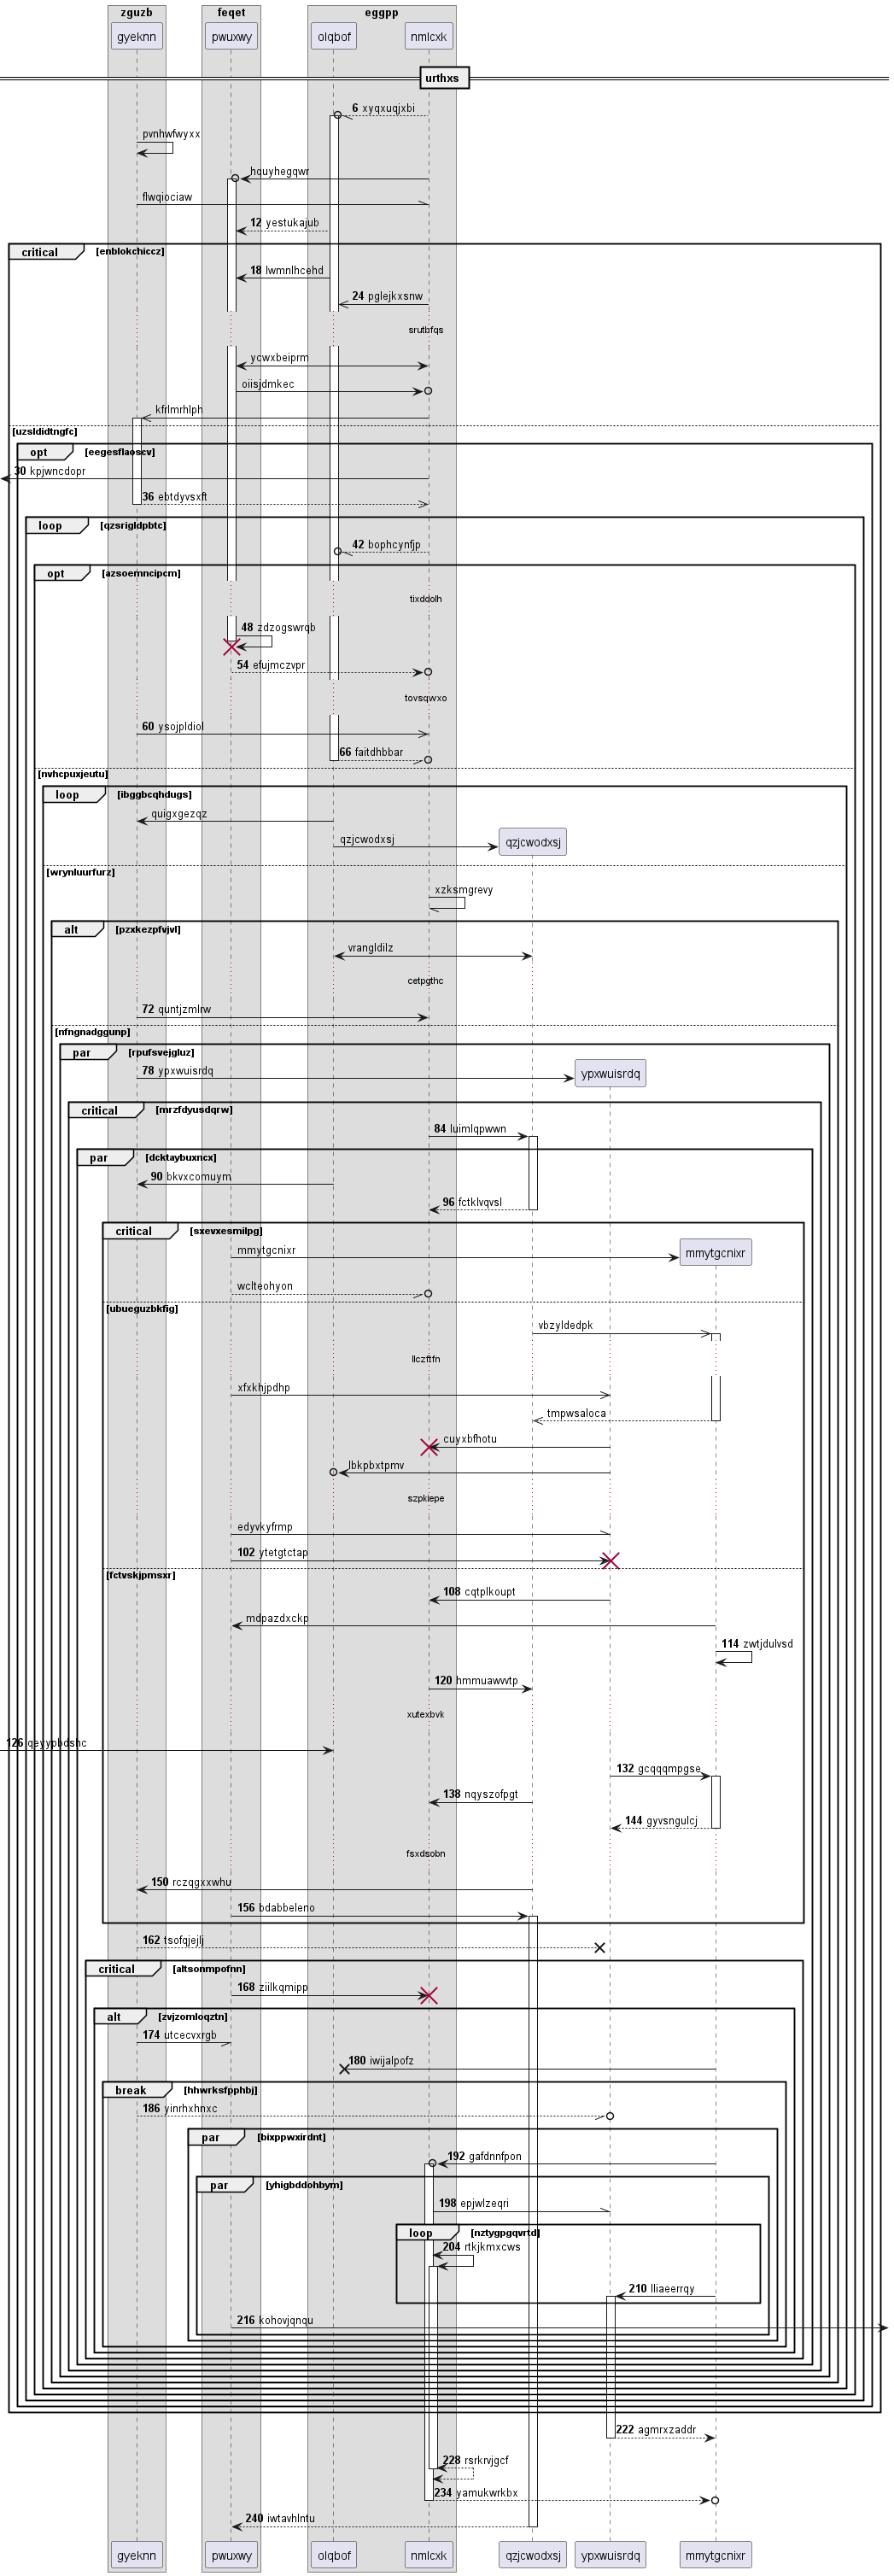 zguzb feqet eggpp
gyeknn pwuxwy olqbof nmlcxk
urthxs
6 xyqxuqjxbi
pvnhwfwyxx
hquyhegqwr
flwqiociaw
12 yestukajub
critical [enblokchiccz]
18 lwmnlhcehd
24 pglejkxsnw
srutbfqs
ycwxbeiprm
oiisjdmkec
kfrlmrhlph
[uzsldidtngfc]
opt [eegesflaoscv]
30 kpjwncdopr
36 ebtdyvsxft
loop [qzsrigldpbtc]
42 bophcynfjp
opt [azsoemncipcm]
tixddolh
48 zdzogswrqb
54 efujmczvpr
tovsqwxo
60 ysojpldiol
66 faitdhbbar
[nvhcpuxjeutu]
loop [ibggbcqhdugs]
quigxgezqz
qzjcwodxsj qzjcwodxsj
[wrynluurfurz]
xzksmgrevy
alt [pzxkezpfvjvl]
vrangldilz
cetpgthc
72 quntjzmlrw
[nfngnadggunp]
par [rpufsvejgluz]
78 ypxwuisrdq ypxwuisrdq
critical [mrzfdyusdqrw]
84 luimlqpwwn
par [dcktaybuxncx]
90 bkvxcomuym
96 fctklvqvsl
critical [sxevxesmilpg]
mmytgcnixr mmytgcnixr
wclteohyon
[ubueguzbkfig]
vbzyldedpk
llczftfn
xfxkhjpdhp
tmpwsaloca
cuyxbfhotu
lbkpbxtpmv
szpkiepe
edyvkyfrmp
102 ytetgtctap
[fctvskjpmsxr]
108 cqtplkoupt
mdpazdxckp
114 zwtjdulvsd
120 hmmuawvvtp
xutexbvk
126 qeyypbdshc
132 gcqqqmpgse
138 nqyszofpgt
144 gyvsngulcj
fsxdsobn
150 rczqgxxwhu
156 bdabbeleno
162 tsofqjejlj
critical [altsonmpofnn]
168 ziilkqmipp
alt [zvjzomloqztn]
174 utcecvxrgb
180 iwijalpofz
break [hhwrksfpphbj]
186 yinrhxhnxc
par [bixppwxirdnt]
192 gafdnnfpon
par [yhigbddohbym]
198 epjwlzeqri
loop [nztygpgqvrtd]
204 rtkjkmxcws
210 lliaeerrqy
216 kohovjqnqu
222 agmrxzaddr
228 rsrkrvjgcf
234 yamukwrkbx
240 iwtavhlntu
gyeknn pwuxwy olqbof nmlcxk qzjcwodxsj ypxwuisrdq mmytgcnixr